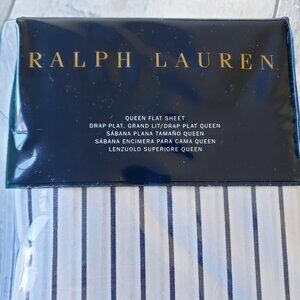 RALPH LAUREN
QUEEN FLAT SHEET
DRAP PLAT, GRAND LIT/DRAP PLAT QUEEN
SÁBANA PLANA TAMAÑO QUEEN
SÁBANA ENCIMERA PARA CAMA QUEEN
LENZUOLO SUPERIORE QUEEN